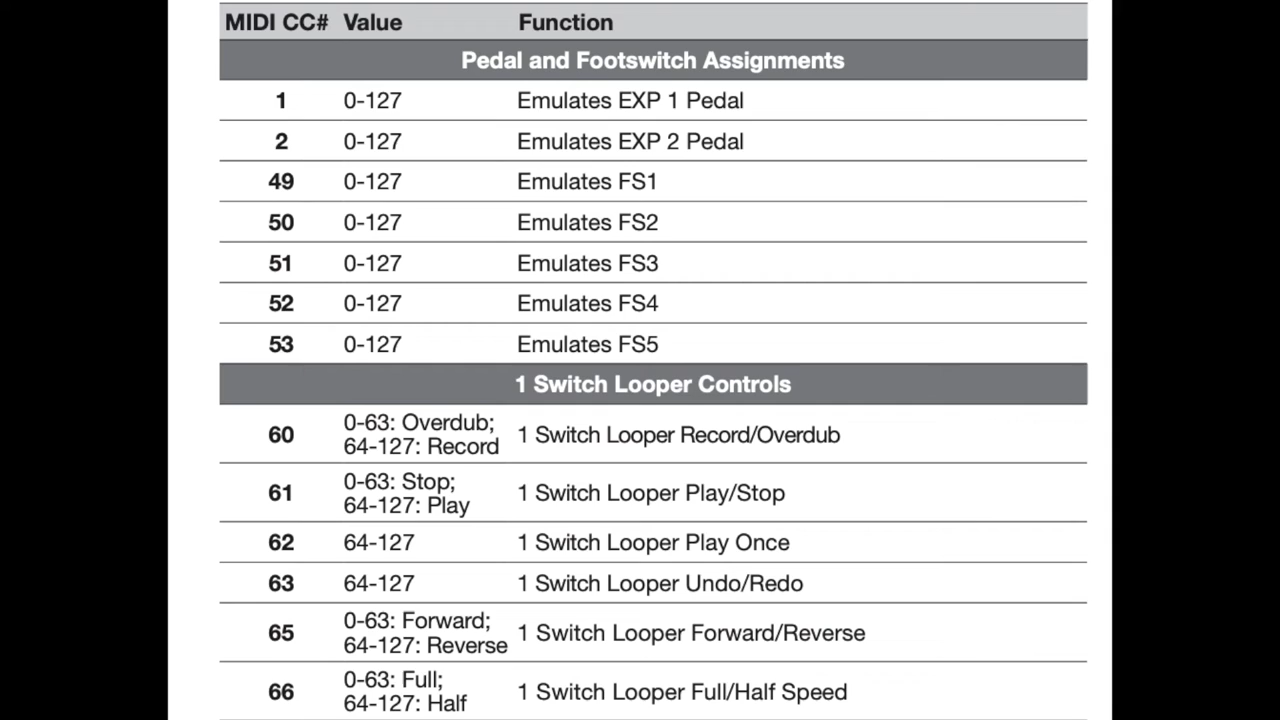 MIDI CC# Value Function
Pedal and Footswitch Assignments
1 0-127 Emulates EXP 1 Pedal
2 0-127 Emulates EXP 2 Pedal
49 0-127 Emulates FS1
50 0-127 Emulates FS2
51 0-127 Emulates FS3
52 0-127 Emulates FS4
53 0-127 Emulates FS5
1 Switch Looper Controls
60 0-63: Overdub;
64-127: Record 1 Switch Looper Record/Overdub
61 0-63: Stop;
64-127: Play 1 Switch Looper Play/Stop
62 64-127 1 Switch Looper Play Once
63 64-127 1 Switch Looper Undo/Redo
65 0-63: Forward;
64-127: Reverse 1 Switch Looper Forward/Reverse
66 0-63: Full;
64-127: Half 1 Switch Looper Full/Half Speed